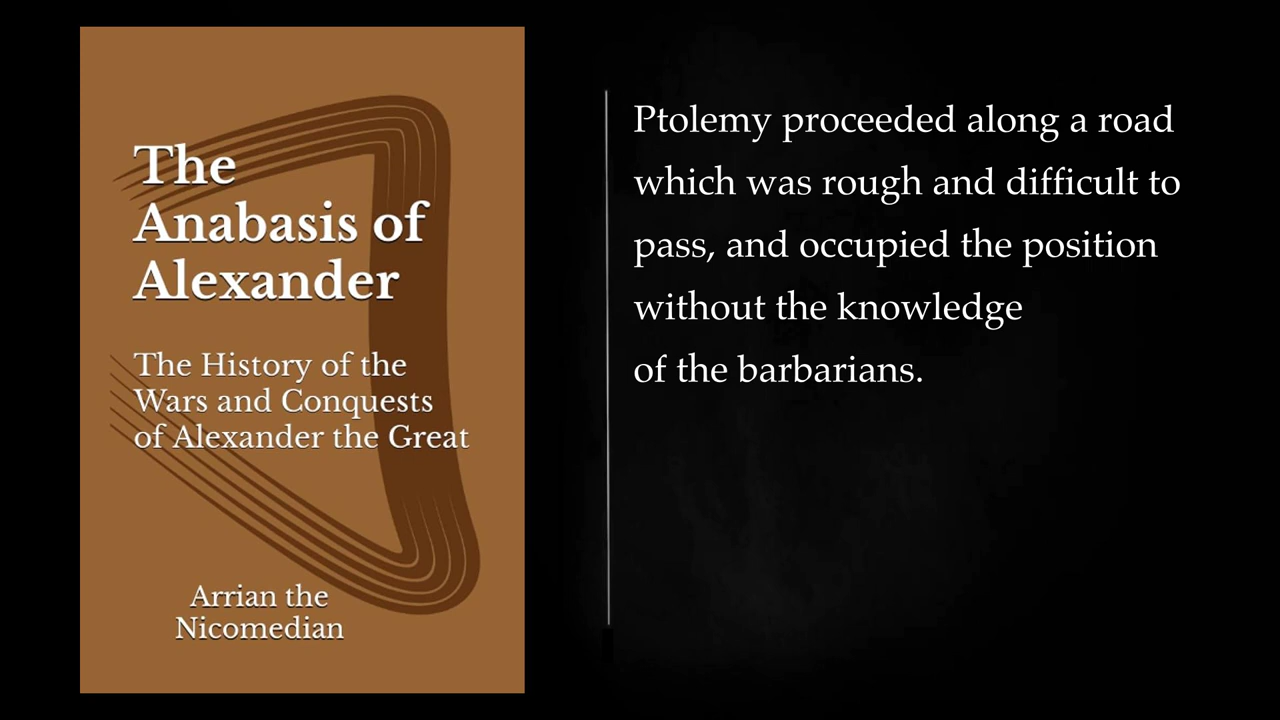 The
Anabasis of
Alexander
The History of the
Wars and Conquests
of Alexander the Great
Arrian the
Nicomedian
Ptolemy proceeded along a road
which was rough and difficult to
pass, and occupied the position
without the knowledge
of the barbarians.